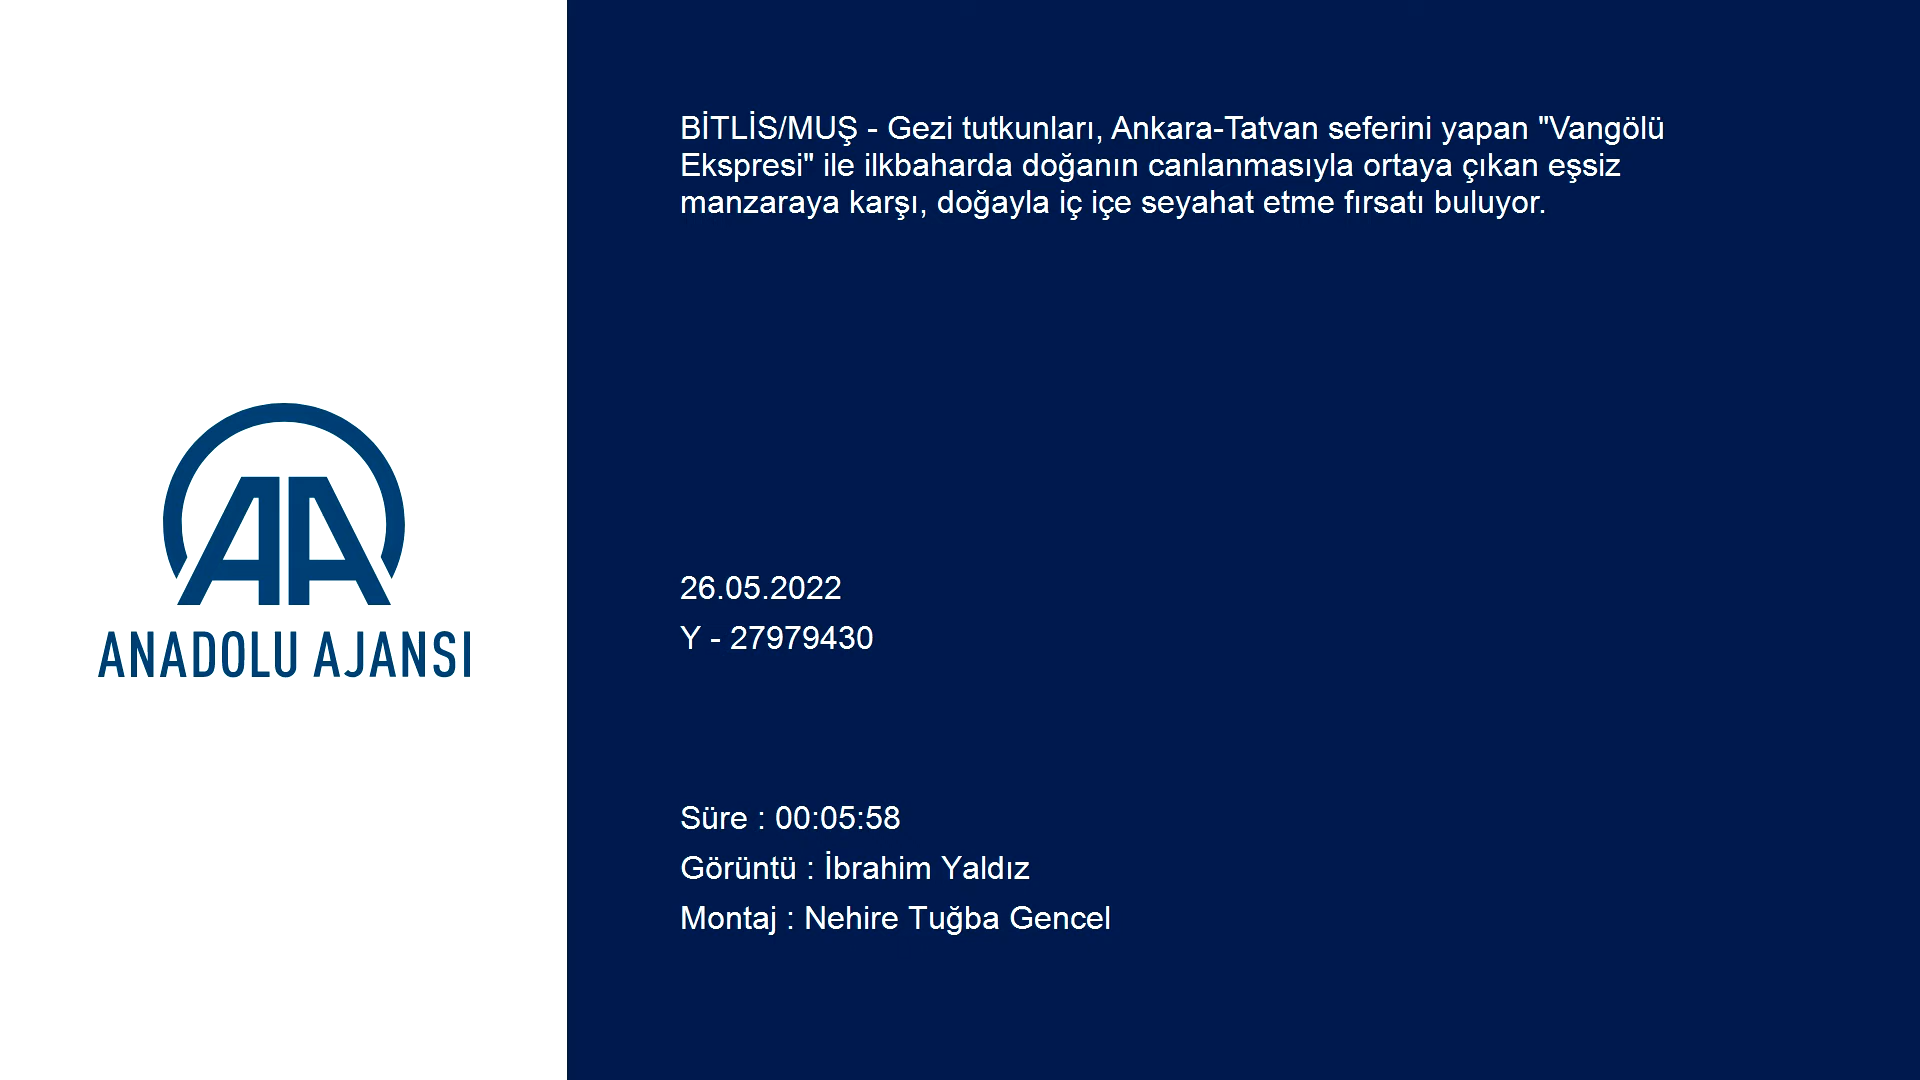 BİTLİS/MUŞ - Gezi tutkunları, Ankara-Tatvan seferini yapan "Vangölü
Ekspresi" ile ilkbaharda doğanın canlanmasıyla ortaya çıkan eşsiz
manzaraya karşı, doğayla iç içe seyahat etme fırsatı buluyor.
AA
ANADOLU AJANSI
26.05.2022
Y - 27979430
Süre : 00:05:58
Görüntü : İbrahim Yaldız
Montaj : Nehire Tuğba Gencel